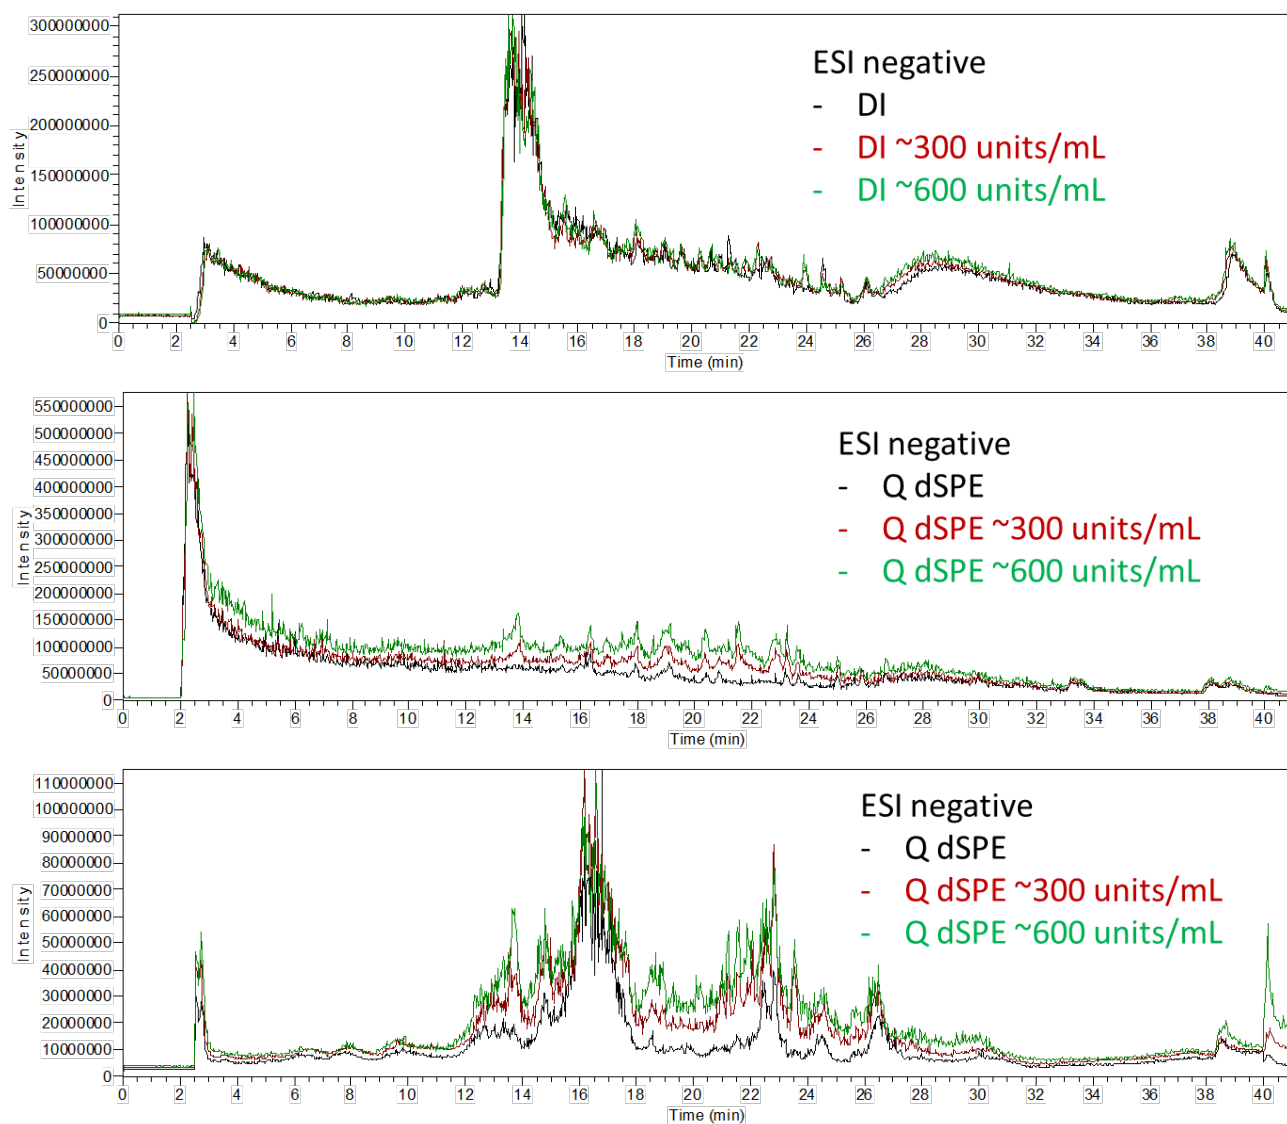 300000000
250000000
200000000
150000000
100000000
50000000
0
Intensity
ESI negative
- DI
- DI ~300 units/mL
- DI ~600 units/mL
0 2 4 6 8 10 12 14 16 18 20 22 24 26 28 30 32 34 36 38 40
Time (min)
550000000
500000000
450000000
400000000
350000000
300000000
250000000
200000000
150000000
100000000
50000000
0
Intensity
ESI negative
- Q dSPE
- Q dSPE ~300 units/mL
- Q dSPE ~600 units/mL
0 2 4 6 8 10 12 14 16 18 20 22 24 26 28 30 32 34 36 38 40
Time (min)
110000000
100000000
90000000
80000000
70000000
60000000
50000000
40000000
30000000
20000000
10000000
0
Intensity
ESI negative
- Q dSPE
- Q dSPE ~300 units/mL
- Q dSPE ~600 units/mL
0 2 4 6 8 10 12 14 16 18 20 22 24 26 28 30 32 34 36 38 40
Time (min)